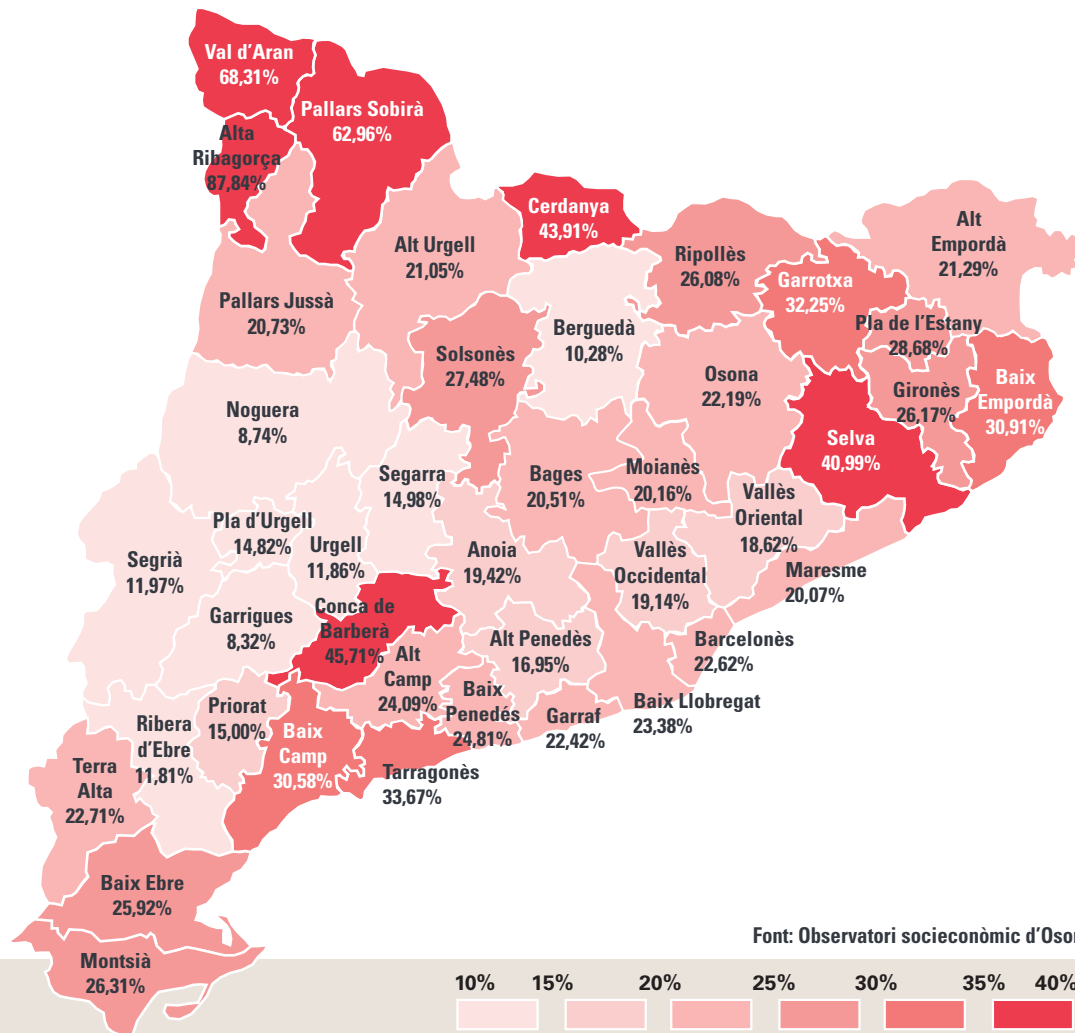 Val d'Aran
68,31%
Pallars Sobirà
62,96%
Alta
Ribagorça
87,84%
Cerdanya
43,91%
Alt Urgell
21,05%
Ripollès
26,08%
Garrotxa
32,25%
Alt
Empordà
21,29%
Pallars Jussà
20,73%
Pla de l'Estany
28,68%
Berguedà
10,28%
Solsonès
27,48%
Osona
22,19%
Gironès
26,17%
Baix
Empordà
30,91%
Noguera
8,74%
Selva
40,99%
Segarra
14,98%
Bages
20,51%
Moianès
20,16%
Vallès
Oriental
18,62%
Pla d'Urgell
14,82%
Urgell
11,86%
Segrià
11,97%
Anoia
19,42%
Vallès
Occidental
19,14%
Maresme
20,07%
Garrigues
8,32%
Conca de
Barberà
45,71%
Alt Penedès
16,95%
Barcelonès
22,62%
Alt
Camp
24,09%
Baix
Penedés
24,81%
Garraf
22,42%
Baix Llobregat
23,38%
Priorat
15,00%
Ribera
d'Ebre
11,81%
Baix
Camp
30,58%
Tarragonès
33,67%
Terra
Alta
22,71%
Baix Ebre
25,92%
Montsià
26,31%
Font: Observatori socieconòmic d'Oson
10% 15% 20% 25% 30% 35% 40%